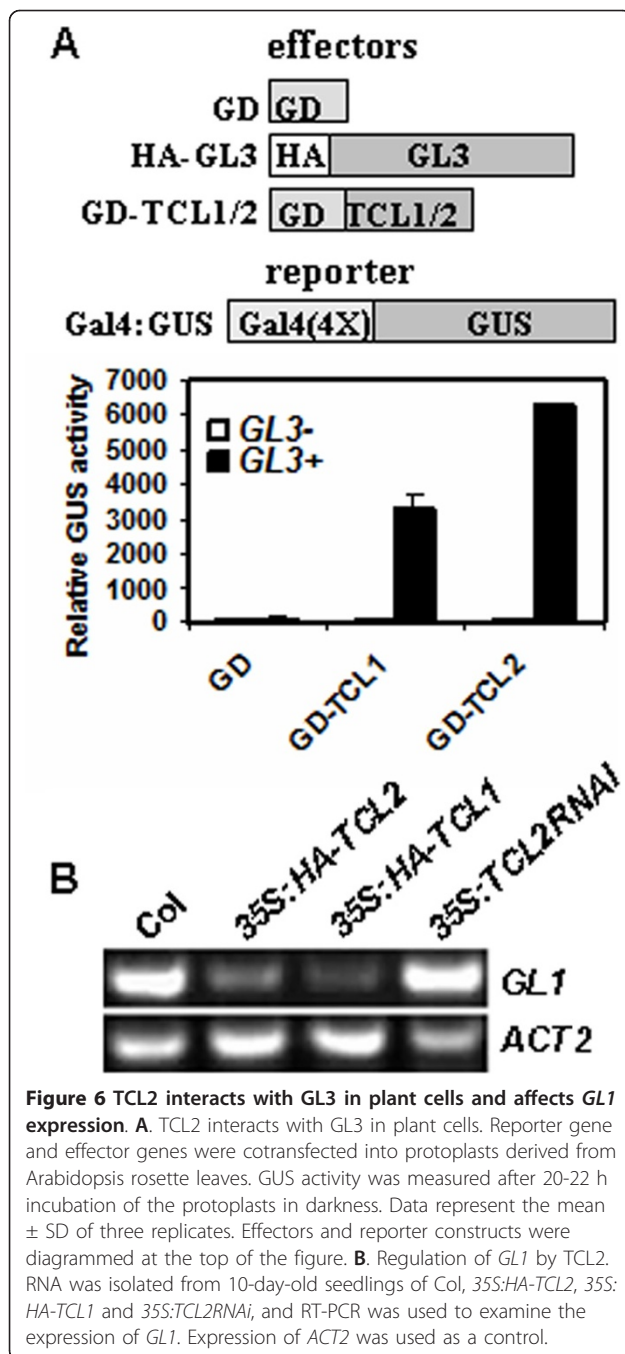 A
effectors
GD GD
HA-GL3 HA GL3
GD-TCL1/2 GD TCL1/2
reporter
Gal4:GUS Gal4(4X) GUS
Relative GUS activity
7000
6000
5000
4000
3000
2000
1000
0
GL3-
GL3+
GD
GD-TCL1
GD-TCL2
B
Col
35S:HA-TCL2
35S:HA-TCL1
35S:TCL2RNAI
GL1
ACT2
Figure 6 TCL2 interacts with GL3 in plant cells and affects GL1
expression. A. TCL2 interacts with GL3 in plant cells. Reporter gene
and effector genes were cotransfected into protoplasts derived from
Arabidopsis rosette leaves. GUS activity was measured after 20-22 h
incubation of the protoplasts in darkness. Data represent the mean
± SD of three replicates. Effectors and reporter constructs were
diagrammed at the top of the figure. B. Regulation of GL1 by TCL2.
RNA was isolated from 10-day-old seedlings of Col, 35S:HA-TCL2, 35S:
HA-TCL1 and 35S:TCL2RNAi, and RT-PCR was used to examine the
expression of GL1. Expression of ACT2 was used as a control.